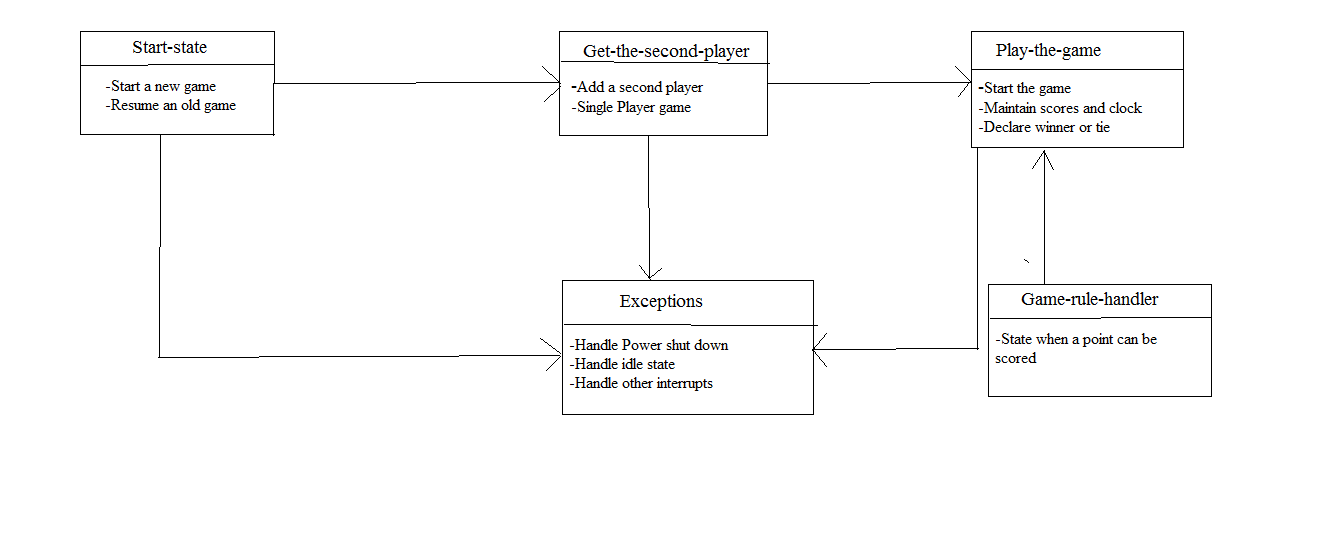 Start-state
-Start a new game
-Resume an old game
Get-the-second-player
-Add a second player
-Single Player game
Play-the-game
-Start the game
-Maintain scores and clock
-Declare winner or tie
Exceptions
-Handle Power shut down
-Handle idle state
-Handle other interrupts
Game-rule-handler
-State when a point can be
scored